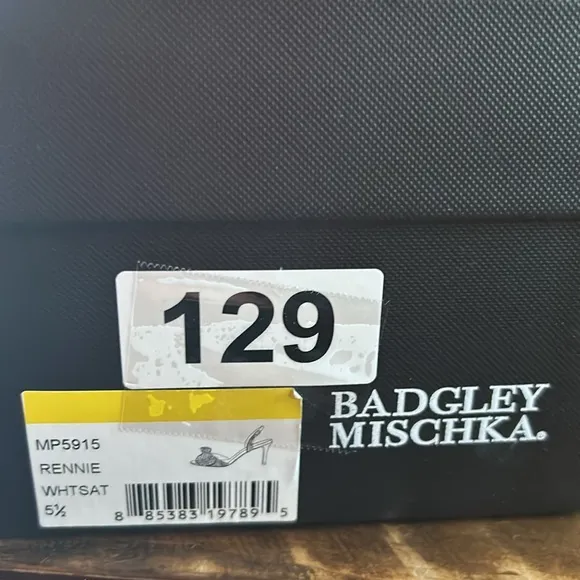 129
BADGLEY
MISCHKA.
MP5915
RENNIE
WHTSAT
5½
8 85383 19789 5